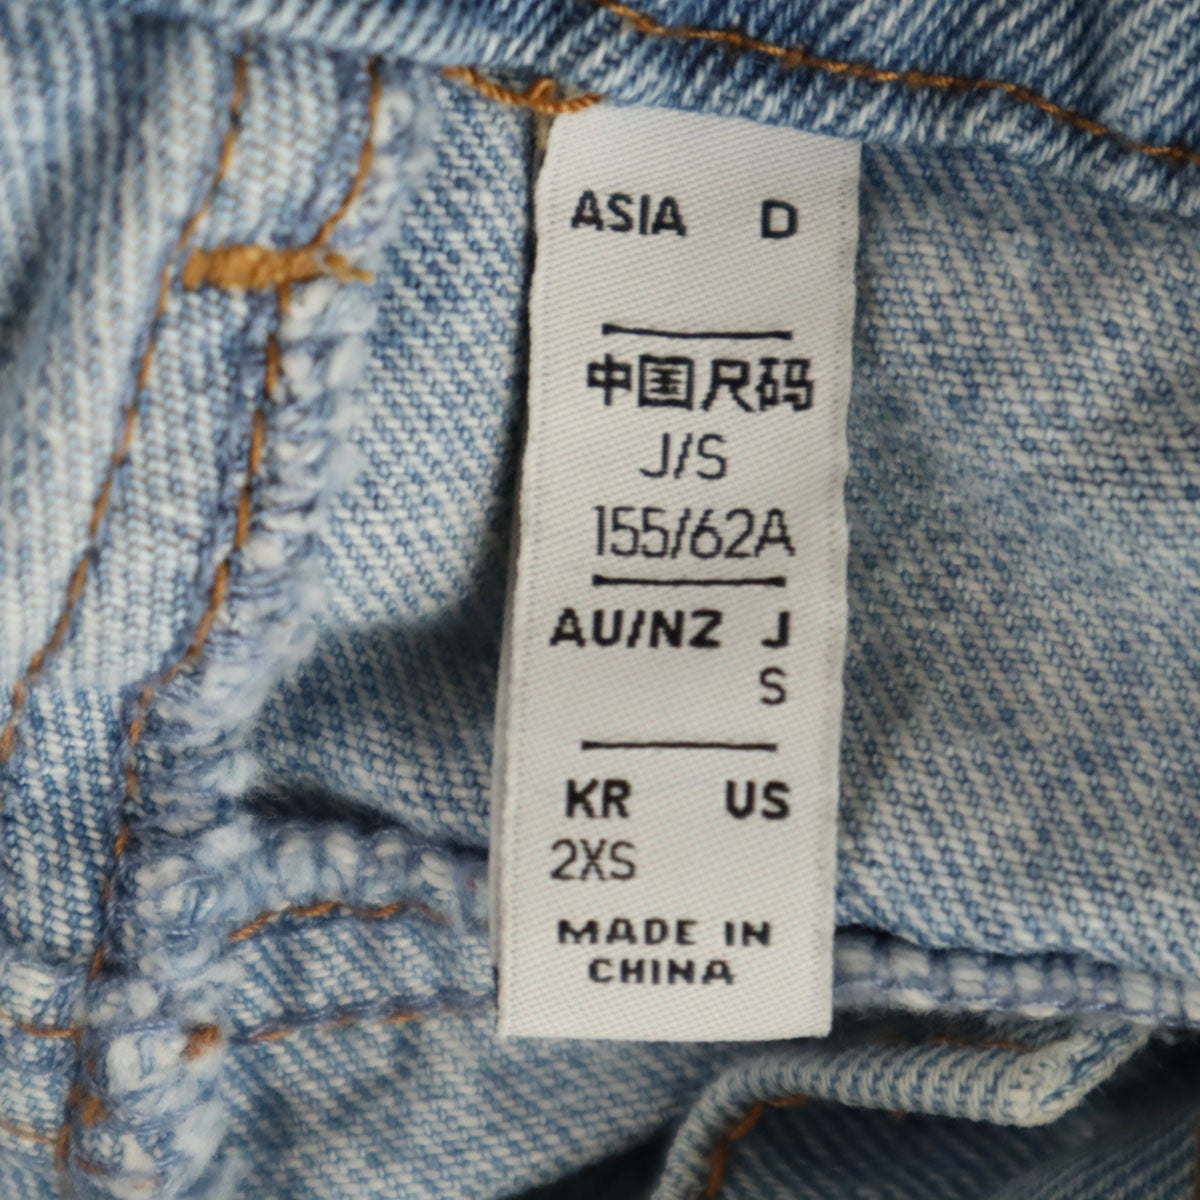 ASIA D
中国尺码
J/S
155/62A
AU/NZ J
S
KR US
2XS
MADE IN
CHINA